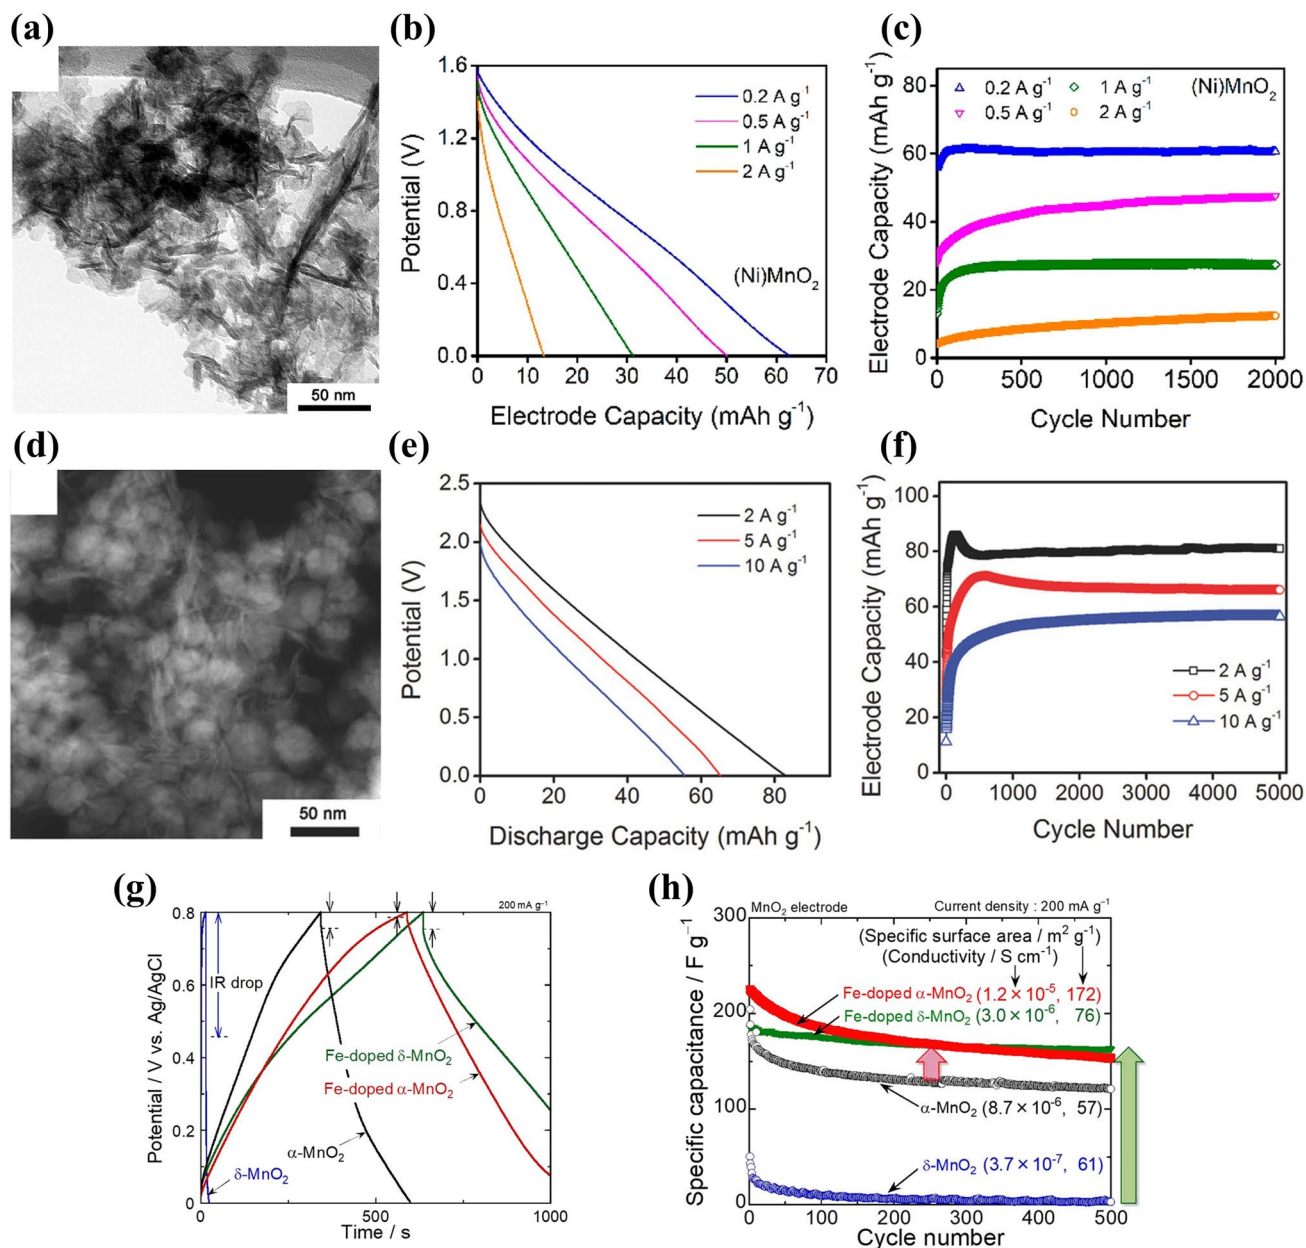 (a)
50 nm
(b)
1.6
1.2
0.8
0.4
0.0
Potential (V)
0.2 A g⁻¹
0.5 A g⁻¹
1 A g⁻¹
2 A g⁻¹
(Ni)MnO₂
0 10 20 30 40 50 60 70
Electrode Capacity (mAh g⁻¹)
(c)
80
60
40
20
0
Electrode Capacity (mAh g⁻¹)
0.2 A g⁻¹ 1 A g⁻¹ (Ni)MnO₂
0.5 A g⁻¹ 2 A g⁻¹
0 500 1000 1500 2000
Cycle Number
(d)
50 nm
(e)
2.5
2.0
1.5
1.0
0.5
0.0
Potential (V)
2 A g⁻¹
5 A g⁻¹
10 A g⁻¹
0 20 40 60 80
Discharge Capacity (mAh g⁻¹)
(f)
100
80
60
40
20
0
Electrode Capacity (mAh g⁻¹)
2 A g⁻¹
5 A g⁻¹
10 A g⁻¹
0 1000 2000 3000 4000 5000
Cycle Number
(g)
200 mA g⁻¹
0.8
0.6
0.4
0.2
0
Potential / V vs. Ag/AgCl
IR drop
Fe-doped δ-MnO₂
Fe-doped α-MnO₂
α-MnO₂
δ-MnO₂
0 500 1000
Time / s
(h)
MnO₂ electrode Current density : 200 mA g⁻¹
300
200
100
0
Specific capacitance / F g⁻¹
(Specific surface area / m² g⁻¹)
(Conductivity / S cm⁻¹)
Fe-doped α-MnO₂ (1.2 × 10⁻⁵, 172)
Fe-doped δ-MnO₂ (3.0 × 10⁻⁶, 76)
α-MnO₂ (8.7 × 10⁻⁶, 57)
δ-MnO₂ (3.7 × 10⁻⁷, 61)
0 100 200 300 400 500
Cycle number